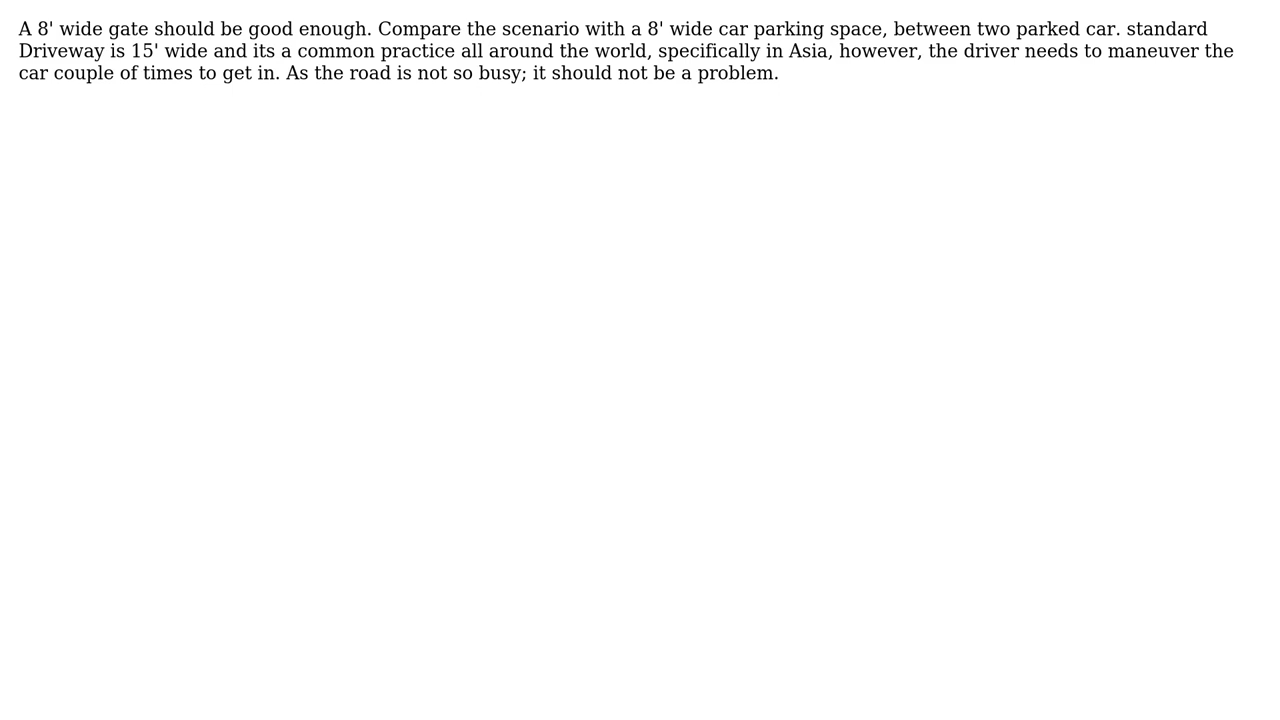 A 8' wide gate should be good enough. Compare the scenario with a 8' wide car parking space, between two parked car. standard
Driveway is 15' wide and its a common practice all around the world, specifically in Asia, however, the driver needs to maneuver the
car couple of times to get in. As the road is not so busy; it should not be a problem.